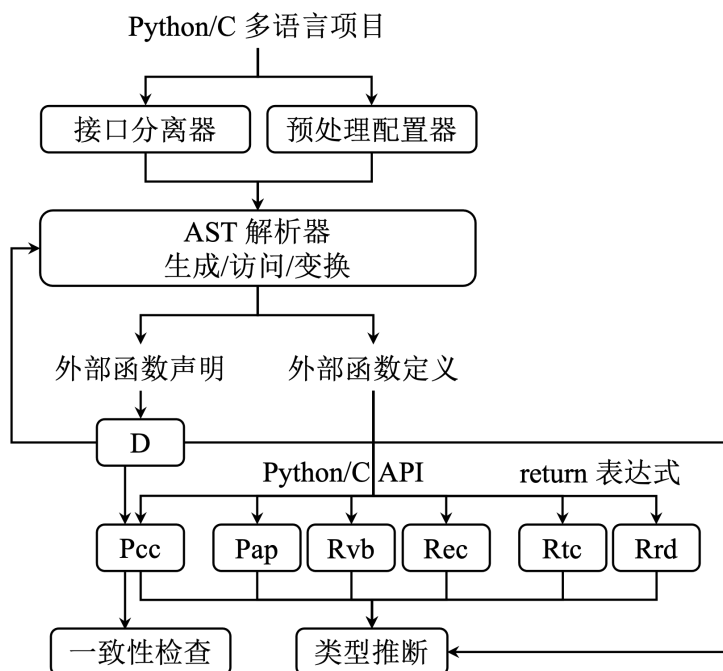 Python/C 多语言项目
接口分离器
预处理配置器
AST 解析器
生成/访问/变换
外部函数声明
外部函数定义
D
Python/C API
return 表达式
Pcc
Pap
Rvb
Rec
Rtc
Rrd
一致性检查
类型推断